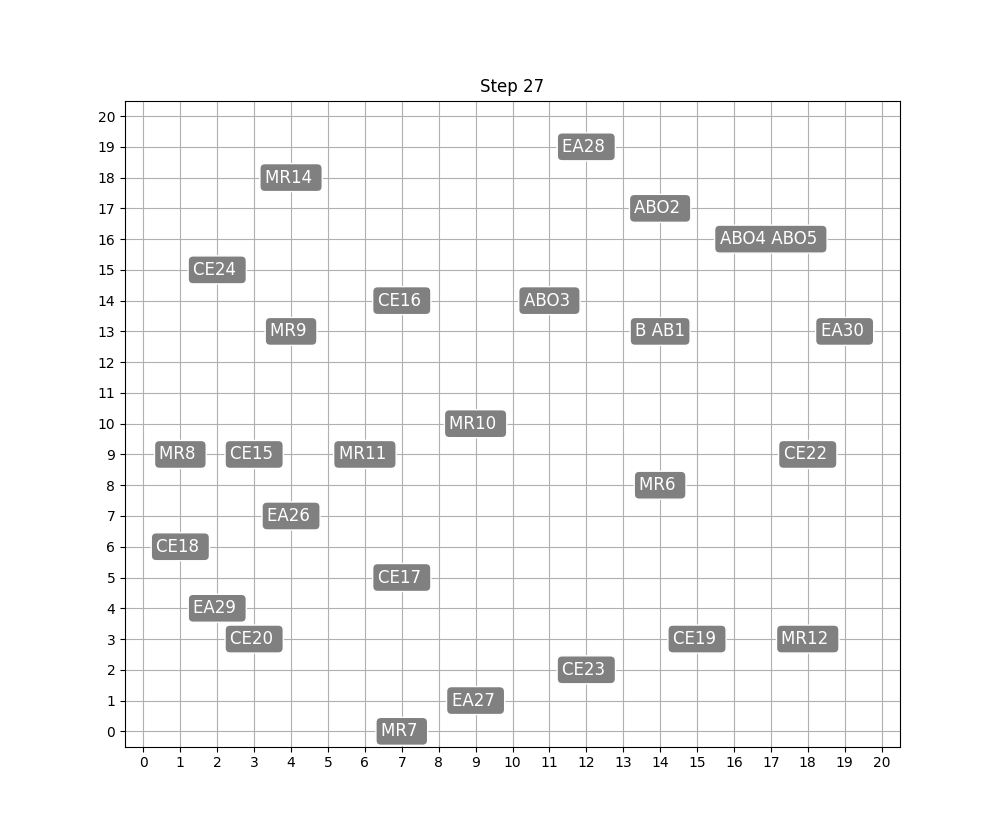 Step 27
20
19 EA28
18 MR14
17 ABO2
16 ABO4 ABO5
15 CE24
14 CE16 ABO3
13 MR9 B AB1 EA30
12
11
10 MR10
9 MR8 CE15 MR11 CE22
8 MR6
7 EA26
6 CE18
5 CE17
4 EA29
3 CE20 CE19 MR12
2 CE23
1 EA27
0 MR7
0 1 2 3 4 5 6 7 8 9 10 11 12 13 14 15 16 17 18 19 20